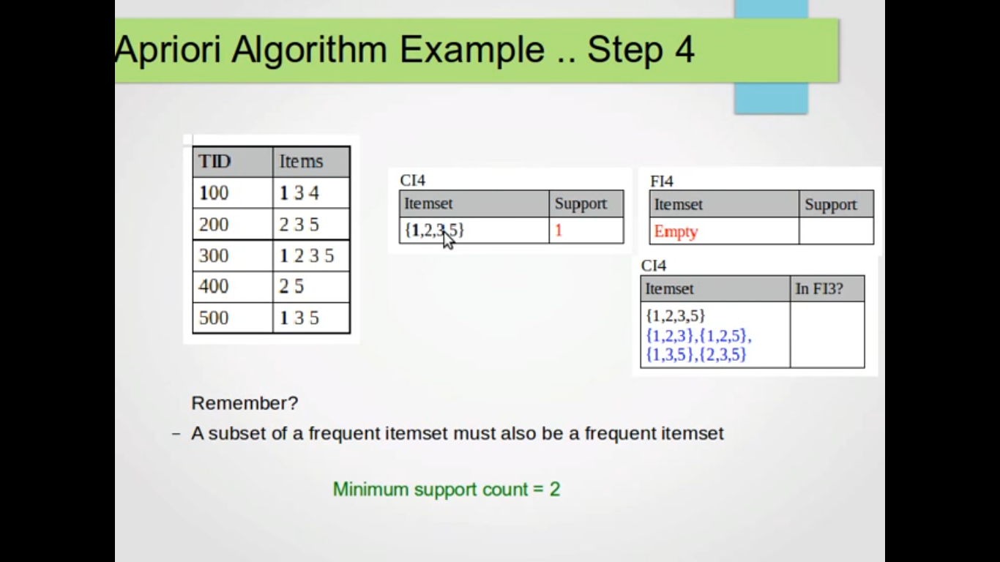 Apriori Algorithm Example .. Step 4
TID Items
100 1 3 4
200 2 3 5
300 1 2 3 5
400 2 5
500 1 3 5
CI4
Itemset Support
{1,2,3,5} 1
FI4
Itemset Support
Empty
CI4
Itemset In FI3?
{1,2,3,5}
{1,2,3},{1,2,5},
{1,3,5},{2,3,5}
Remember?
– A subset of a frequent itemset must also be a frequent itemset
Minimum support count = 2